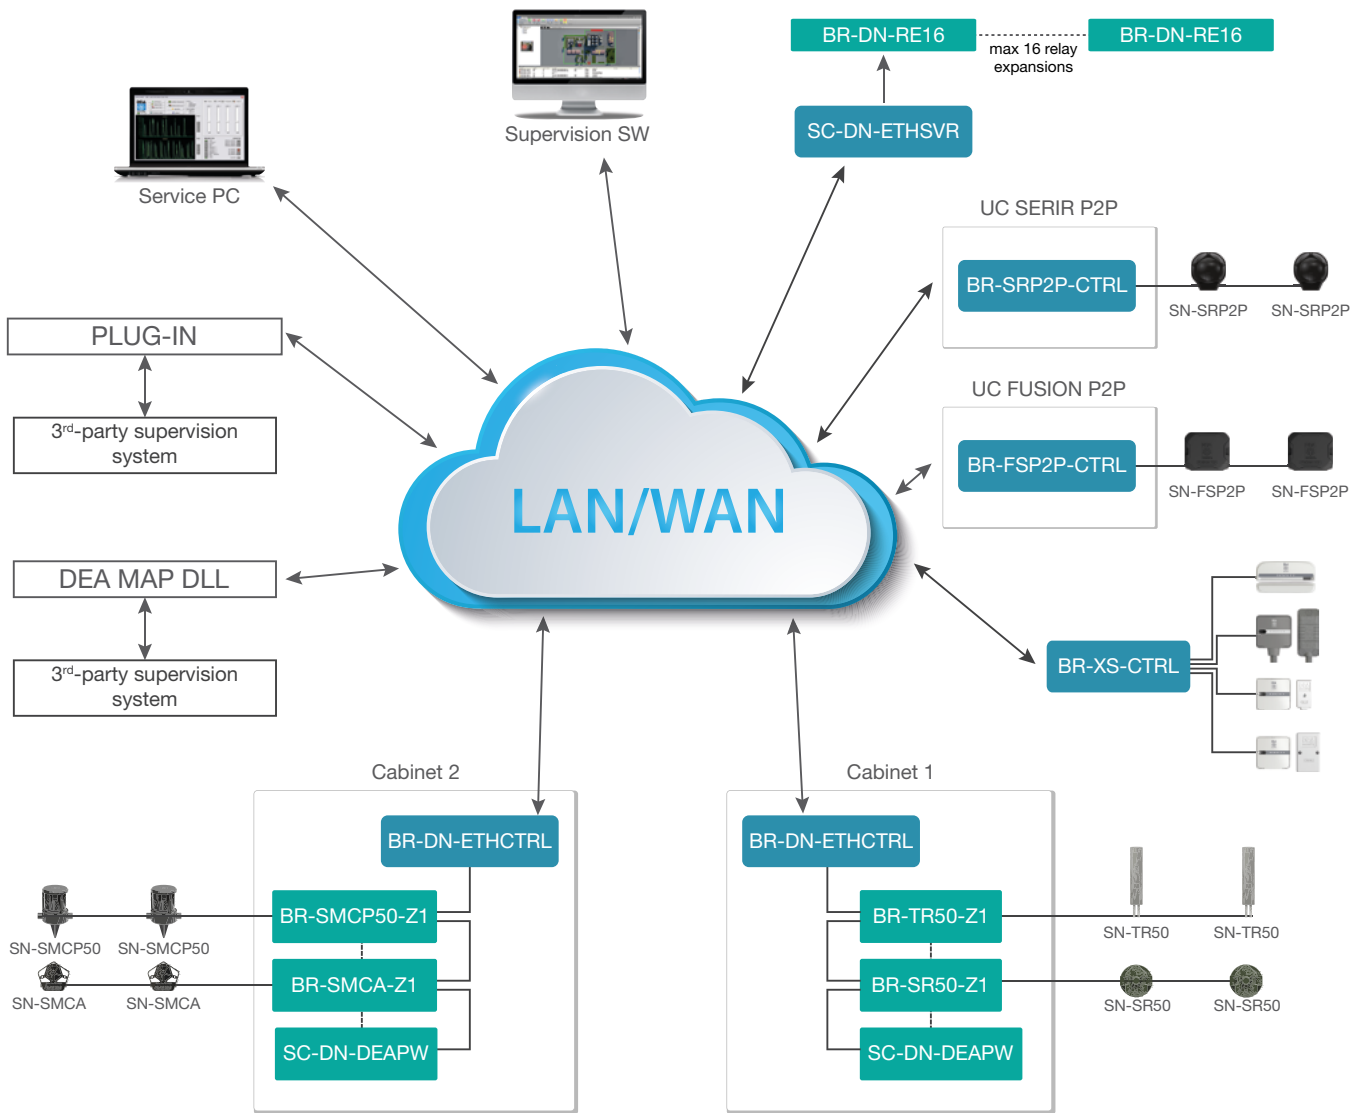 BR-DN-RE16
max 16 relay
expansions
BR-DN-RE16
Supervision SW
SC-DN-ETHSVR
Service PC
UC SERIR P2P
BR-SRP2P-CTRL
SN-SRP2P
SN-SRP2P
PLUG-IN
3rd-party supervision
system
UC FUSION P2P
BR-FSP2P-CTRL
SN-FSP2P
SN-FSP2P
LAN/WAN
DEA MAP DLL
3rd-party supervision
system
BR-XS-CTRL
Cabinet 2
BR-DN-ETHCTRL
BR-SMCP50-Z1
SN-SMCP50
SN-SMCP50
BR-SMCA-Z1
SN-SMCA
SN-SMCA
SC-DN-DEAPW
Cabinet 1
BR-DN-ETHCTRL
BR-TR50-Z1
SN-TR50
SN-TR50
BR-SR50-Z1
SN-SR50
SN-SR50
SC-DN-DEAPW